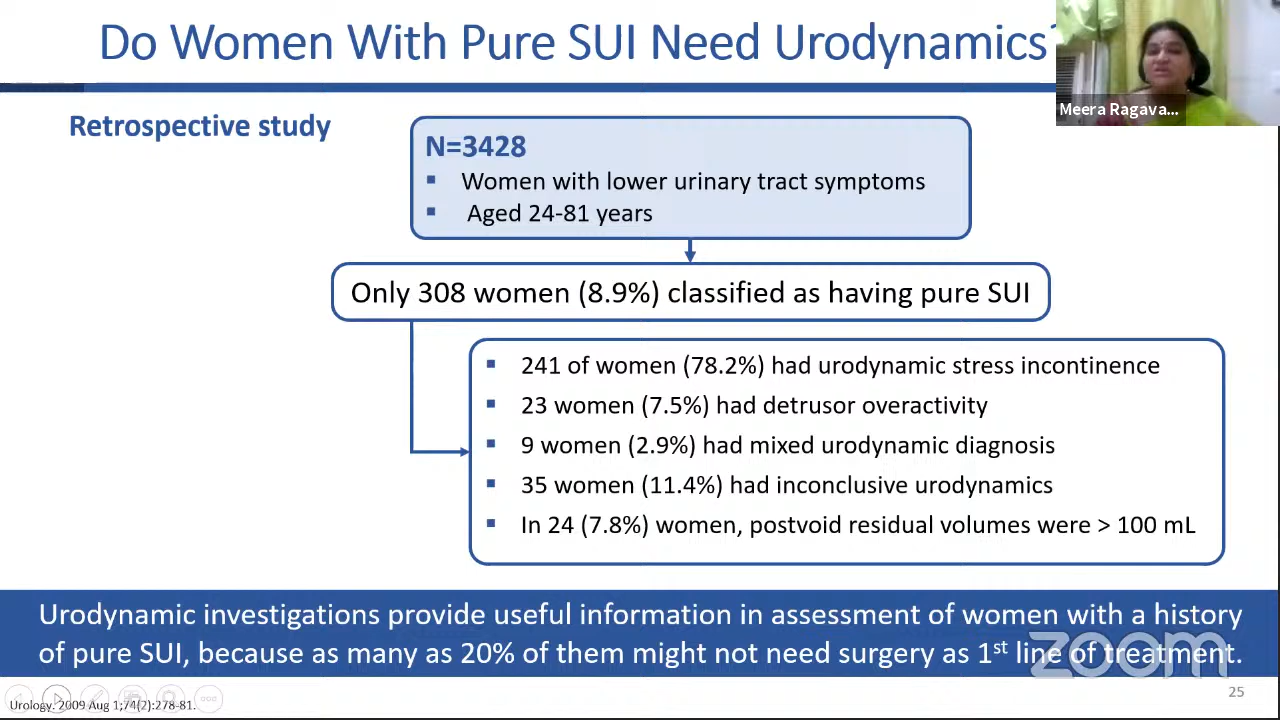 Do Women With Pure SUI Need Urodynamics?
Meera Ragava...
Retrospective study
N=3428
▪ Women with lower urinary tract symptoms
▪ Aged 24-81 years
Only 308 women (8.9%) classified as having pure SUI
▪ 241 of women (78.2%) had urodynamic stress incontinence
▪ 23 women (7.5%) had detrusor overactivity
▪ 9 women (2.9%) had mixed urodynamic diagnosis
▪ 35 women (11.4%) had inconclusive urodynamics
▪ In 24 (7.8%) women, postvoid residual volumes were > 100 mL
Urodynamic investigations provide useful information in assessment of women with a history
of pure SUI, because as many as 20% of them might not need surgery as 1st line of treatment.
zoom
25
Urology. 2009 Aug 1;74(2):278-81.